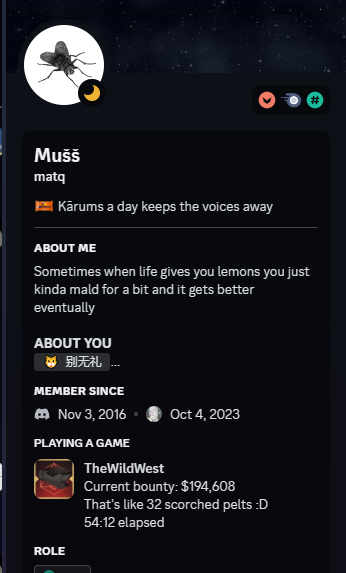 Mušš
matq
Kārums a day keeps the voices away
ABOUT ME
Sometimes when life gives you lemons you just
kinda mald for a bit and it gets better
eventually
ABOUT YOU
别无礼 ...
MEMBER SINCE
Nov 3, 2016 • Oct 4, 2023
PLAYING A GAME
TheWildWest
Current bounty: $194,608
That's like 32 scorched pelts :D
54:12 elapsed
ROLE